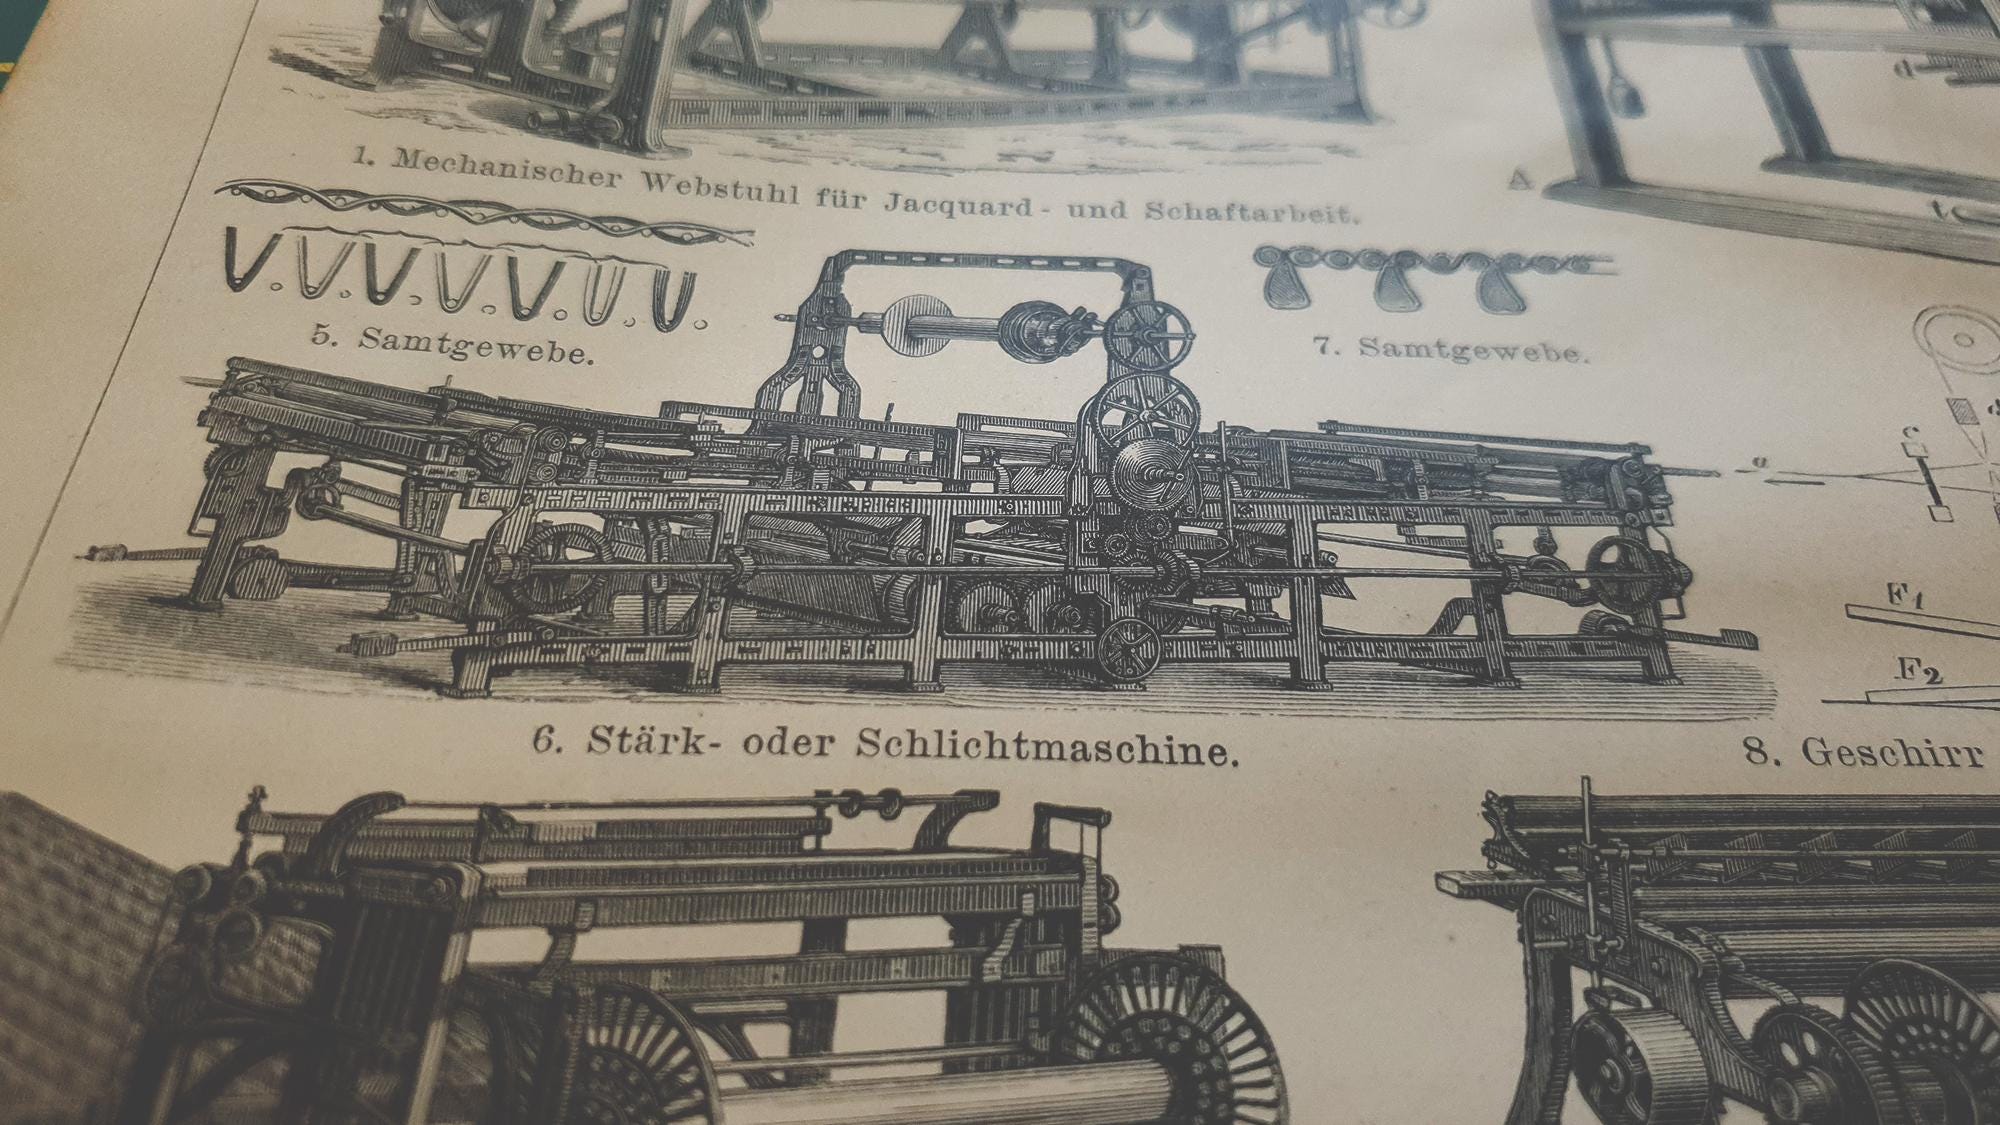 d
1. Mechanischer Webstuhl für Jacquard- und Schaftarbeit.
A
t
5. Samtgewebe.
7. Samtgewebe.
c
a
F1
F2
6. Stärk- oder Schlichtmaschine.
8. Geschirr